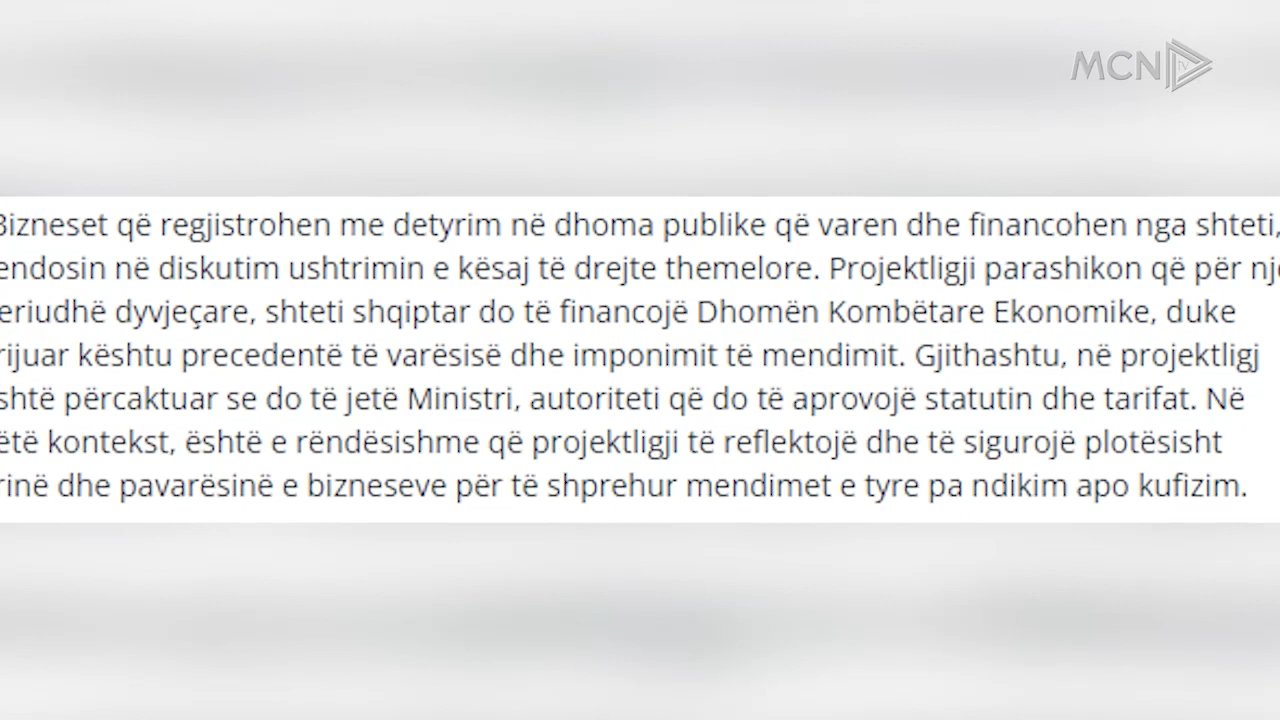 MCN TV
Bizneset që regjistrohen me detyrim në dhoma publike që varen dhe financohen nga shteti,
endosin në diskutim ushtrimin e kësaj të drejte themelore. Projektligji parashikon që për një
eriudhë dyvjeçare, shteti shqiptar do të financojë Dhomën Kombëtare Ekonomike, duke
rijuar kështu precedentë të varësisë dhe imponimit të mendimit. Gjithashtu, në projektligj
shtë përcaktuar se do të jetë Ministri, autoriteti që do të aprovojë statutin dhe tarifat. Në
ëtë kontekst, është e rëndësishme që projektligji të reflektojë dhe të sigurojë plotësisht
rinë dhe pavarësinë e bizneseve për të shprehur mendimet e tyre pa ndikim apo kufizim.